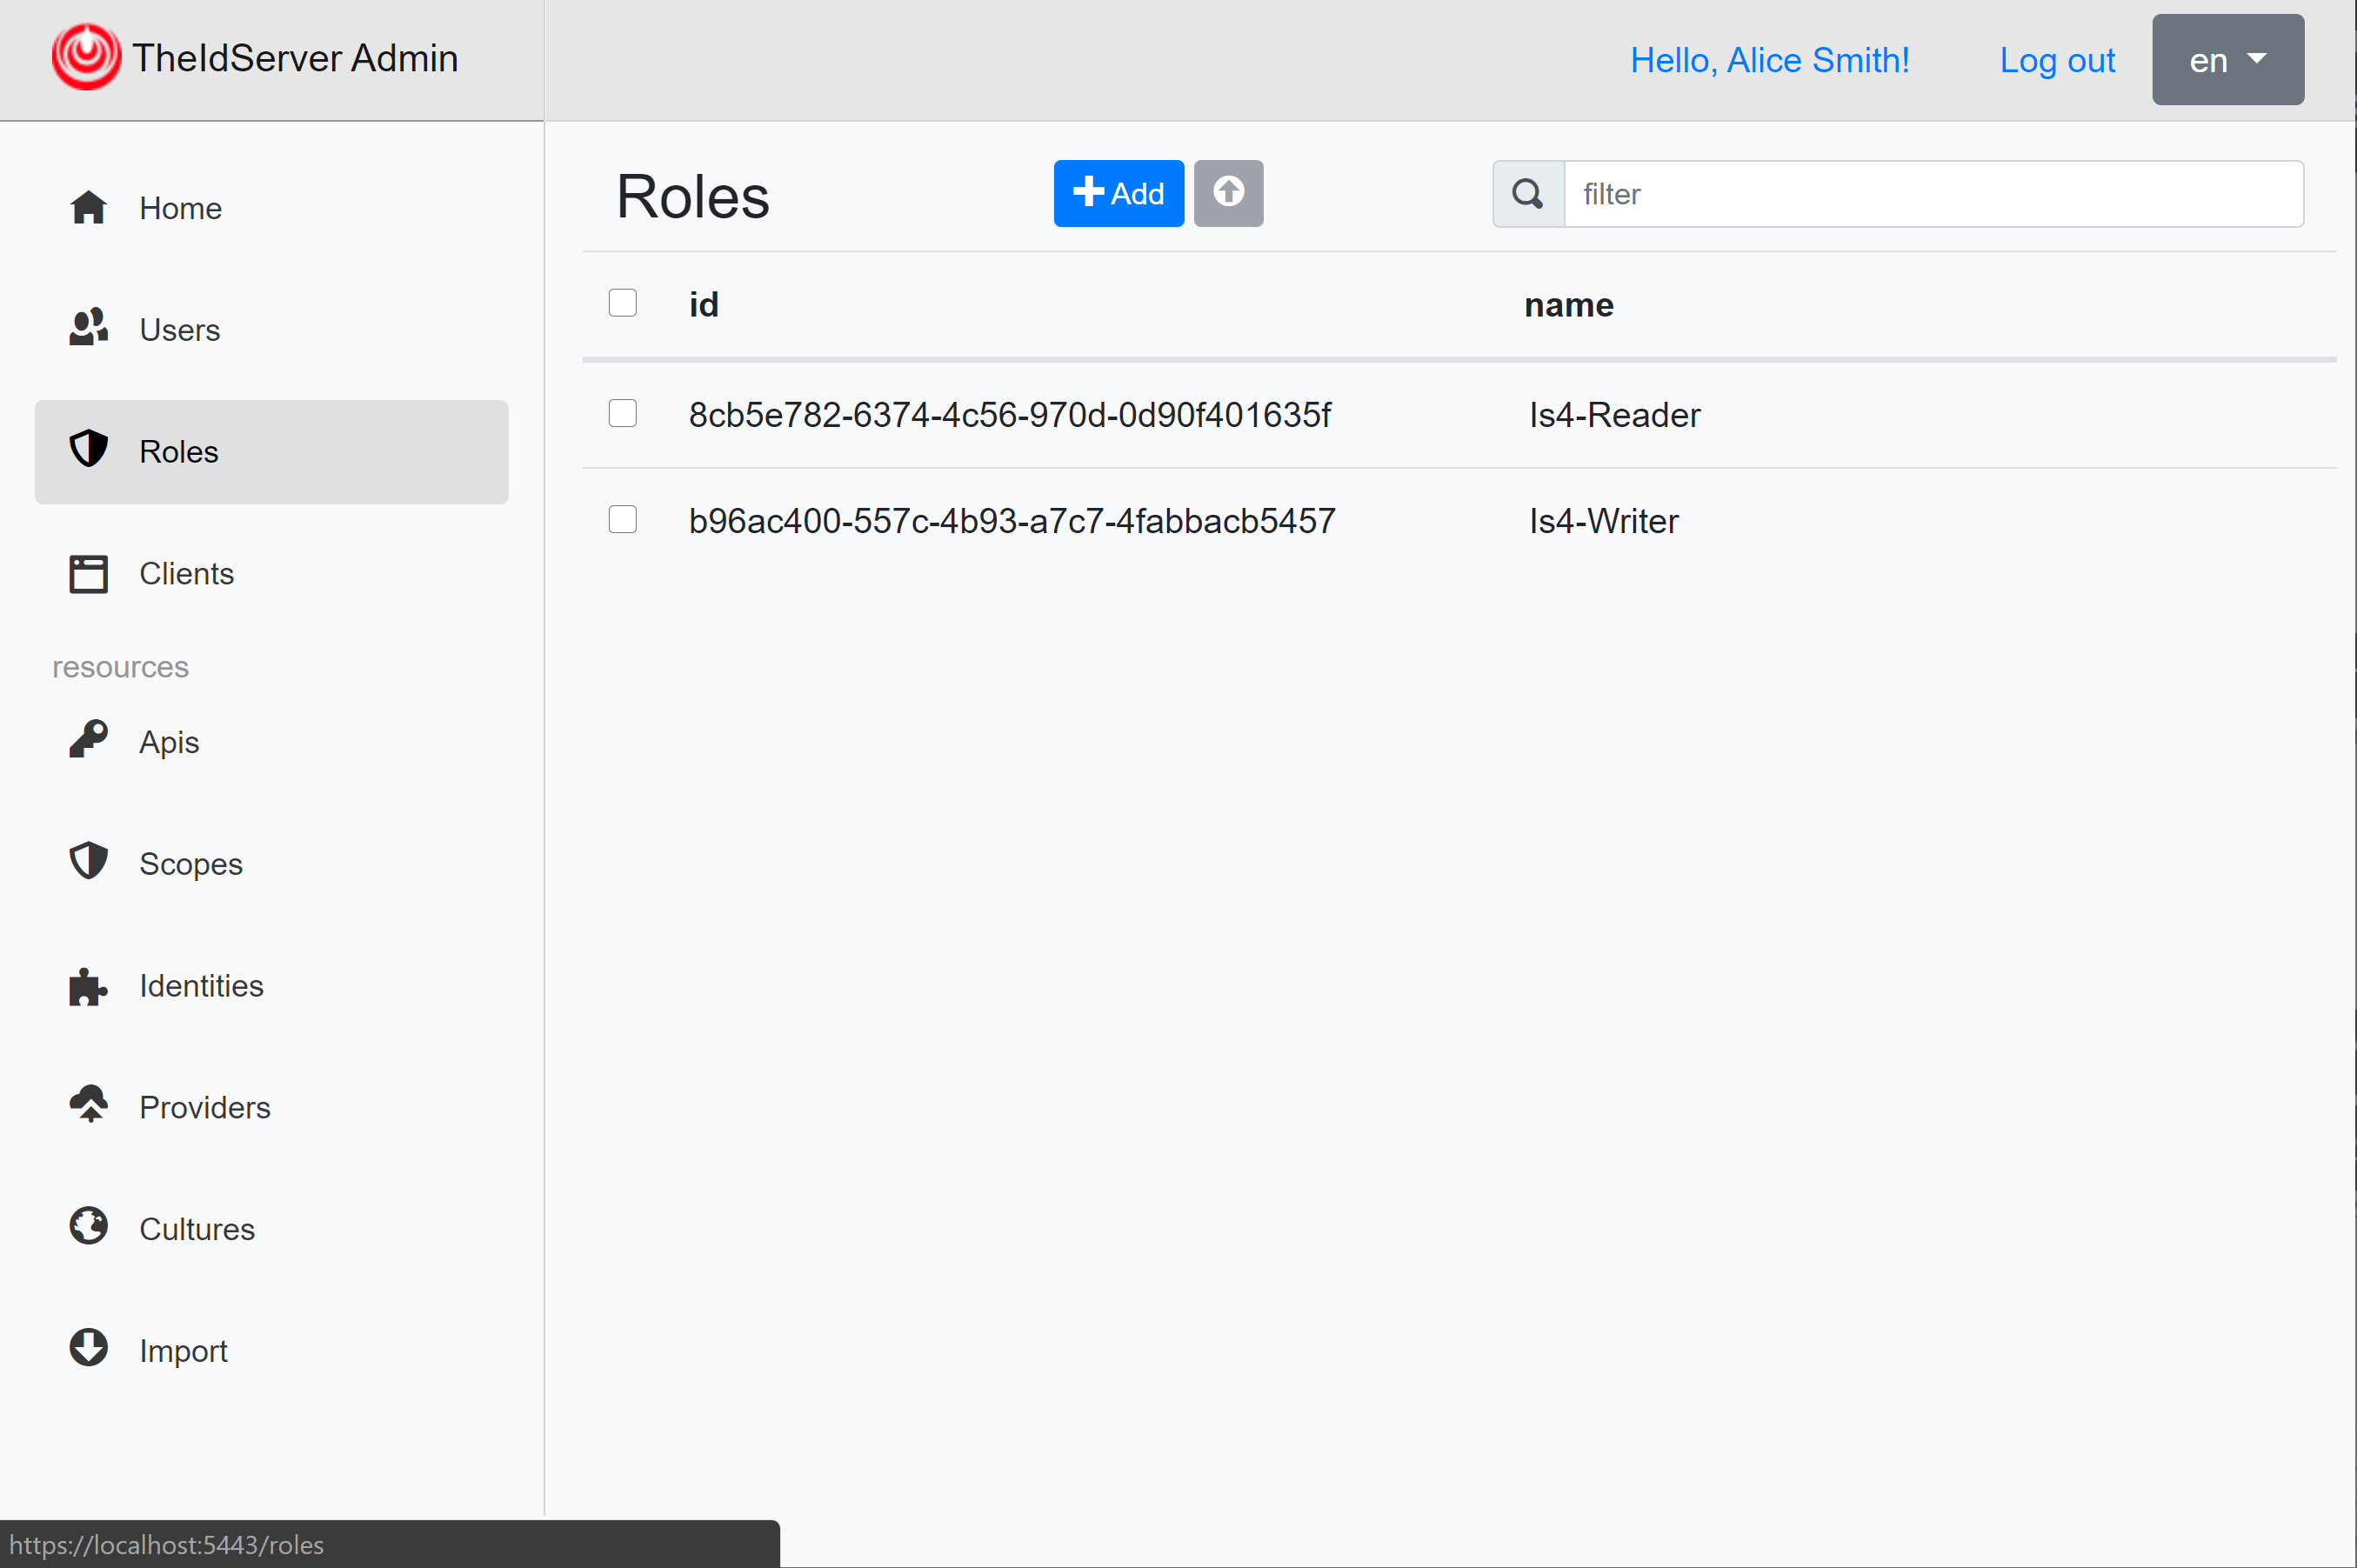 TheIdServer Admin
Hello, Alice Smith!
Log out
en
Home
Users
Roles
Clients
resources
Apis
Scopes
Identities
Providers
Cultures
Import
Roles
Add
filter
id name
8cb5e782-6374-4c56-970d-0d90f401635f Is4-Reader
b96ac400-557c-4b93-a7c7-4fabbacb5457 Is4-Writer
https://localhost:5443/roles